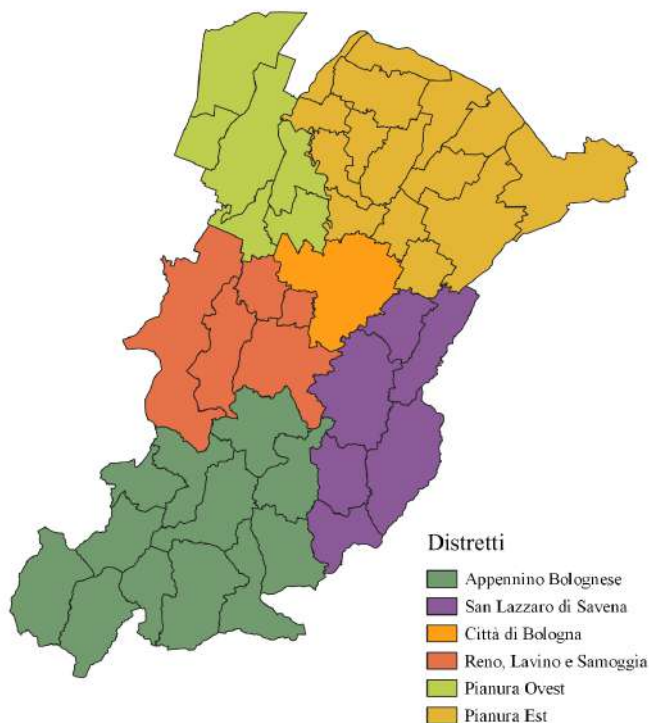 Distretti
Appennino Bolognese
San Lazzaro di Savena
Città di Bologna
Reno, Lavino e Samoggia
Pianura Ovest
Pianura Est